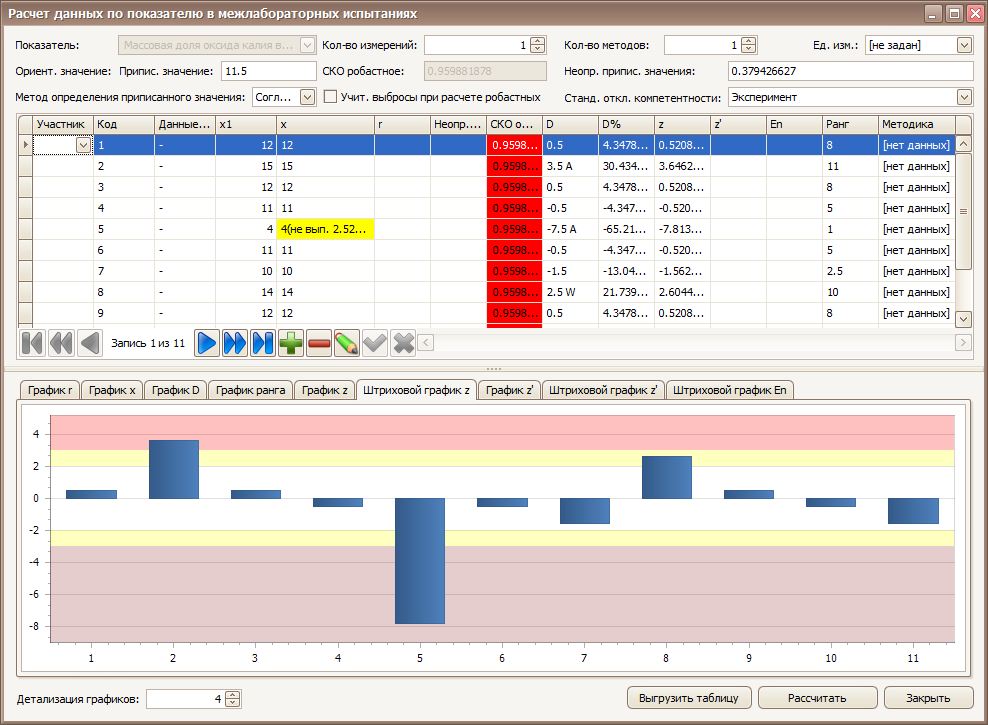 Расчет данных по показателю в межлабораторных испытаниях
Показатель: Массовая доля оксида калия в... Кол-во измерений: 1 Кол-во методов: 1 Ед. изм.: [не задан]
Ориент. значение: Припис. значение: 11.5 СКО робастное: 0.959881878 Неопр. припис. значения: 0.379426627
Метод определения приписанного значения: Согл... Учит. выбросы при расчете робастных Станд. откл. компетентности: Эксперимент
Участник Код Данные... x1 x r Неопр.... СКО о... D D% z z' En Ранг Методика
1 - 12 12 0.9598... 0.5 4.3478... 0.5208... 8 [нет данных]
2 - 15 15 0.9598... 3.5 A 30.434... 3.6462... 11 [нет данных]
3 - 12 12 0.9598... 0.5 4.3478... 0.5208... 8 [нет данных]
4 - 11 11 0.9598... -0.5 -4.347... -0.520... 5 [нет данных]
5 - 4 4(не вып. 2.52... 0.9598... -7.5 A -65.21... -7.813... 1 [нет данных]
6 - 11 11 0.9598... -0.5 -4.347... -0.520... 5 [нет данных]
7 - 10 10 0.9598... -1.5 -13.04... -1.562... 2.5 [нет данных]
8 - 14 14 0.9598... 2.5 W 21.739... 2.6044... 10 [нет данных]
9 - 12 12 0.9598... 0.5 4.3478... 0.5208... 8 [нет данных]
Запись 1 из 11
График r График x График D График ранга График z Штриховой график z График z' Штриховой график z' Штриховой график En
4
2
0
-2
-4
-6
-8
1 2 3 4 5 6 7 8 9 10 11
Детализация графиков: 4 Выгрузить таблицу Рассчитать Закрыть